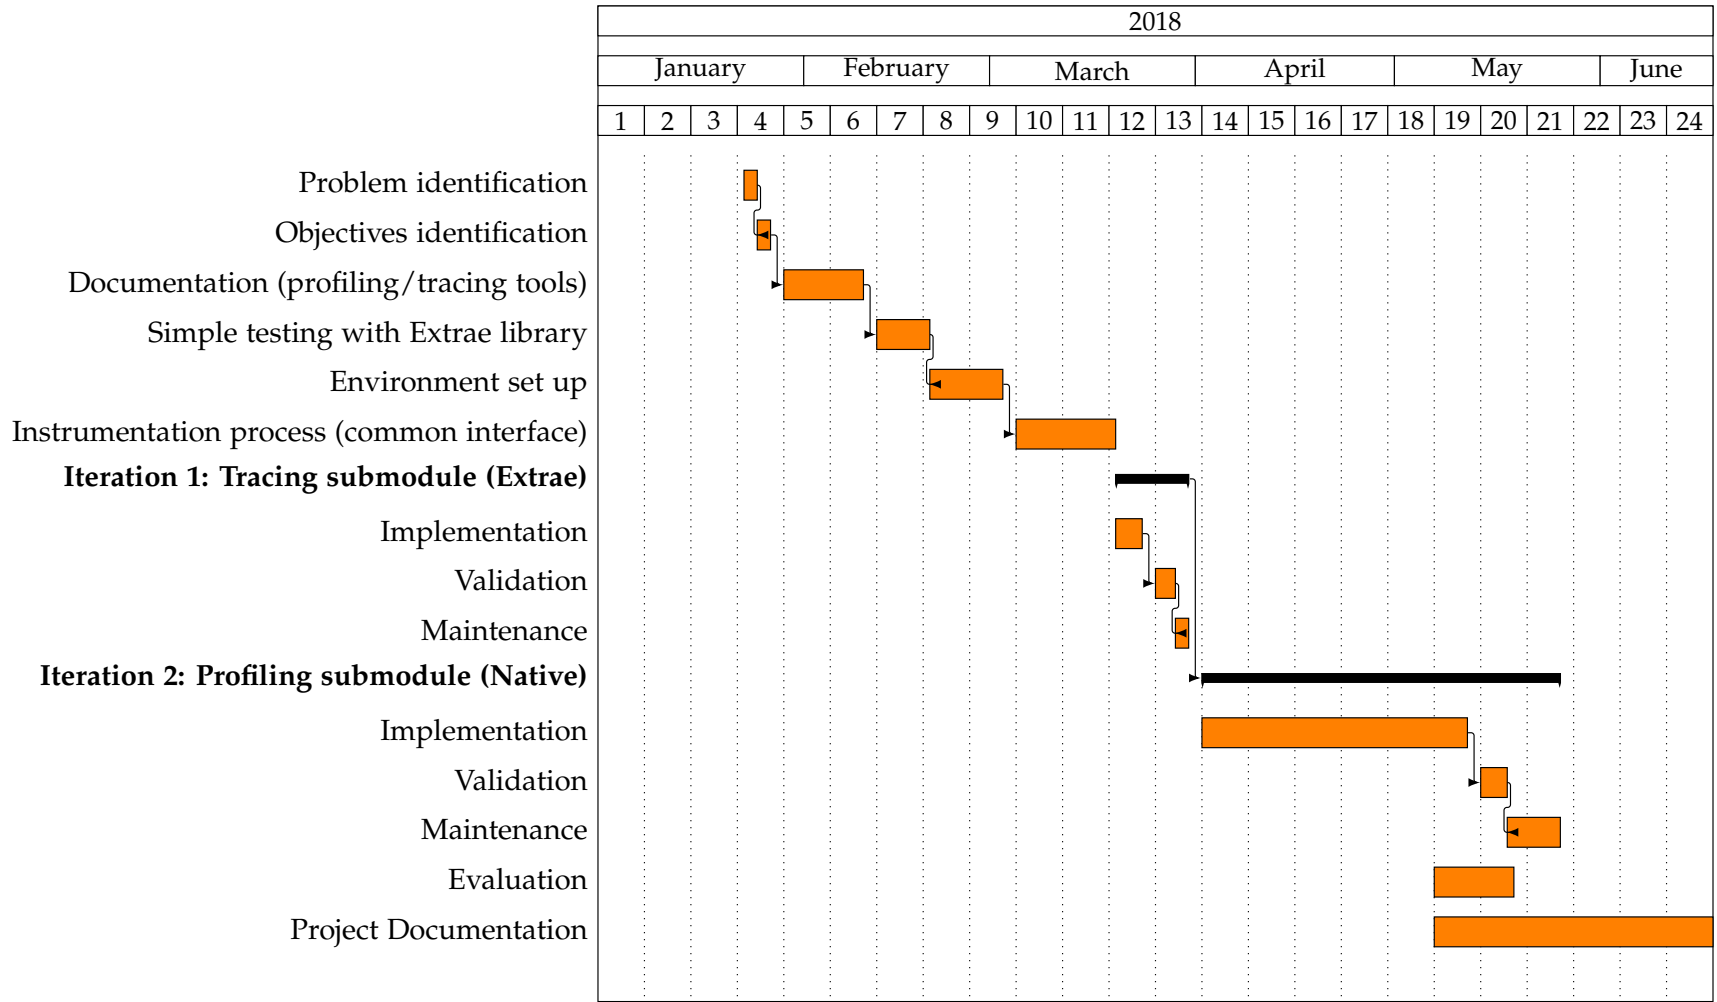 2018
January February March April May June
1 2 3 4 5 6 7 8 9 10 11 12 13 14 15 16 17 18 19 20 21 22 23 24
Problem identification
Objectives identification
Documentation (profiling/tracing tools)
Simple testing with Extrae library
Environment set up
Instrumentation process (common interface)
Iteration 1: Tracing submodule (Extrae)
Implementation
Validation
Maintenance
Iteration 2: Profiling submodule (Native)
Implementation
Validation
Maintenance
Evaluation
Project Documentation